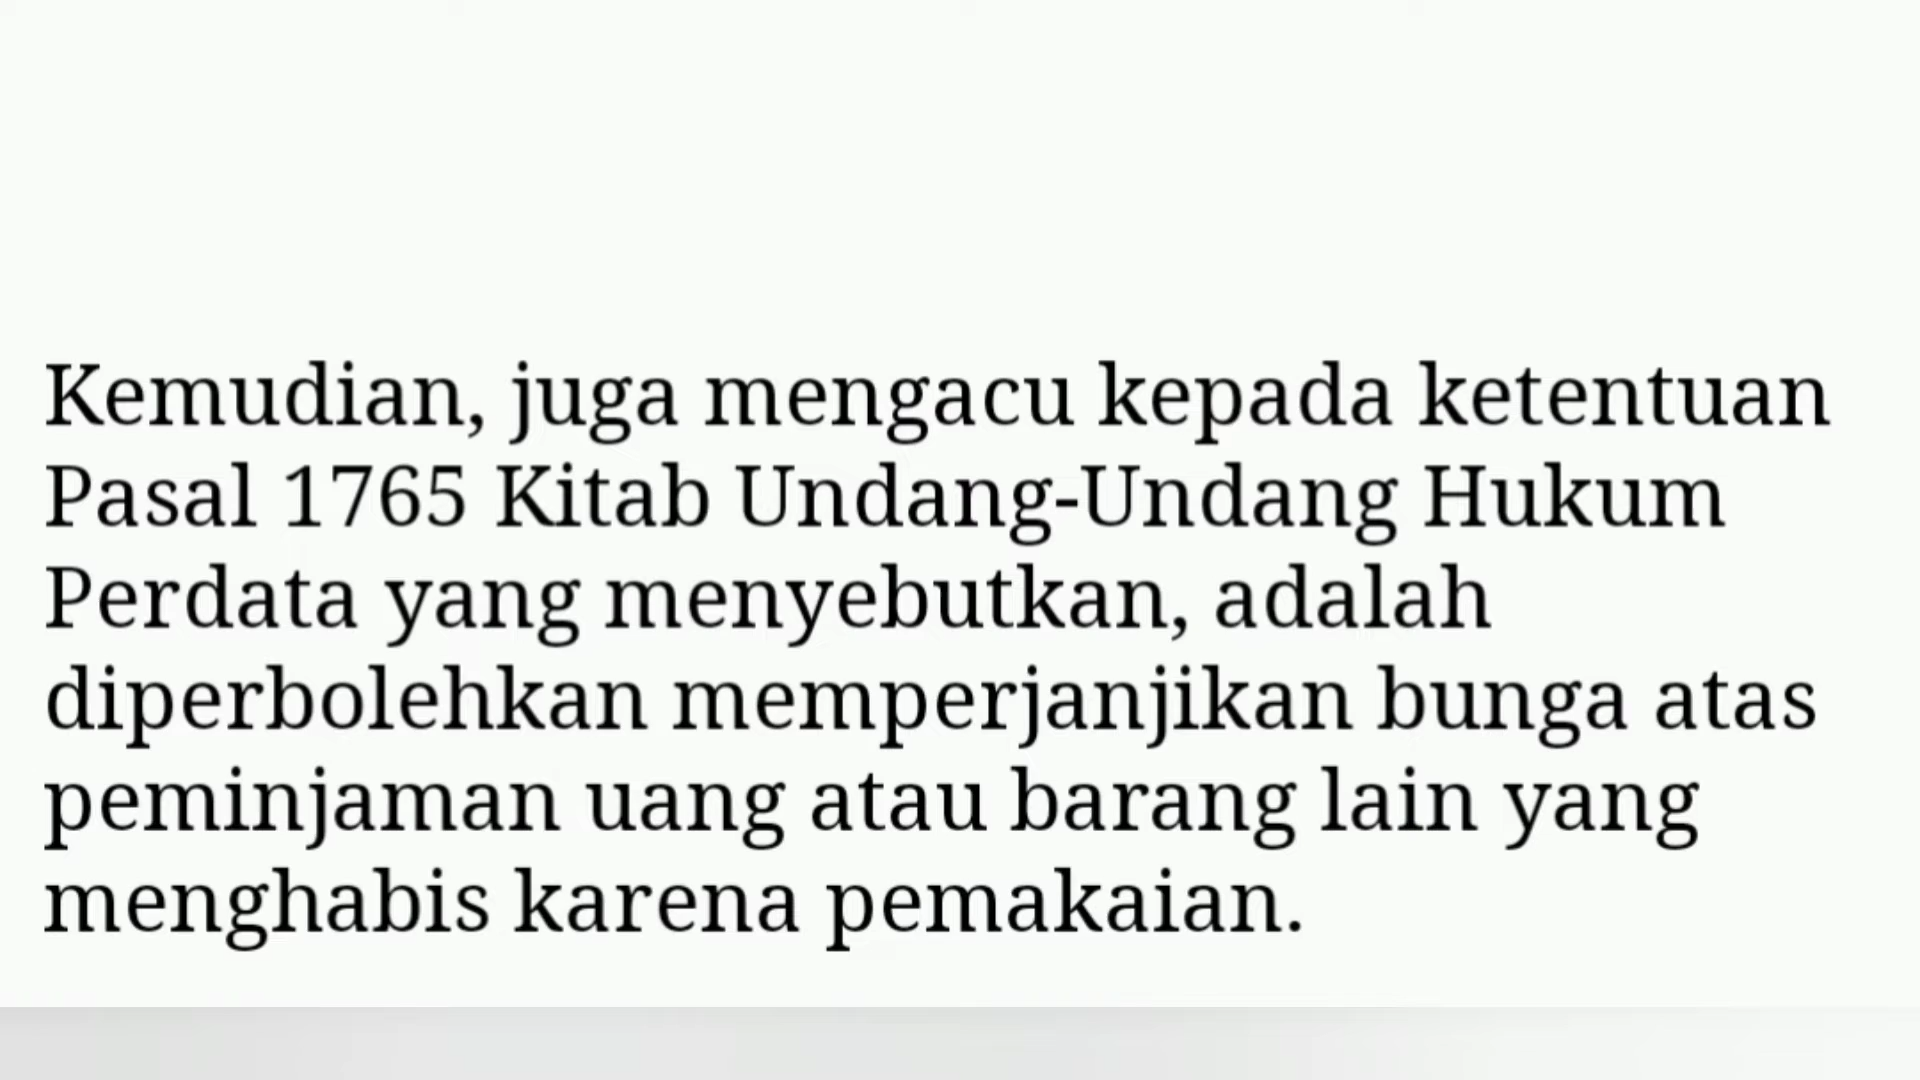 Kemudian, juga mengacu kepada ketentuan
Pasal 1765 Kitab Undang-Undang Hukum
Perdata yang menyebutkan, adalah
diperbolehkan memperjanjikan bunga atas
peminjaman uang atau barang lain yang
menghabis karena pemakaian.